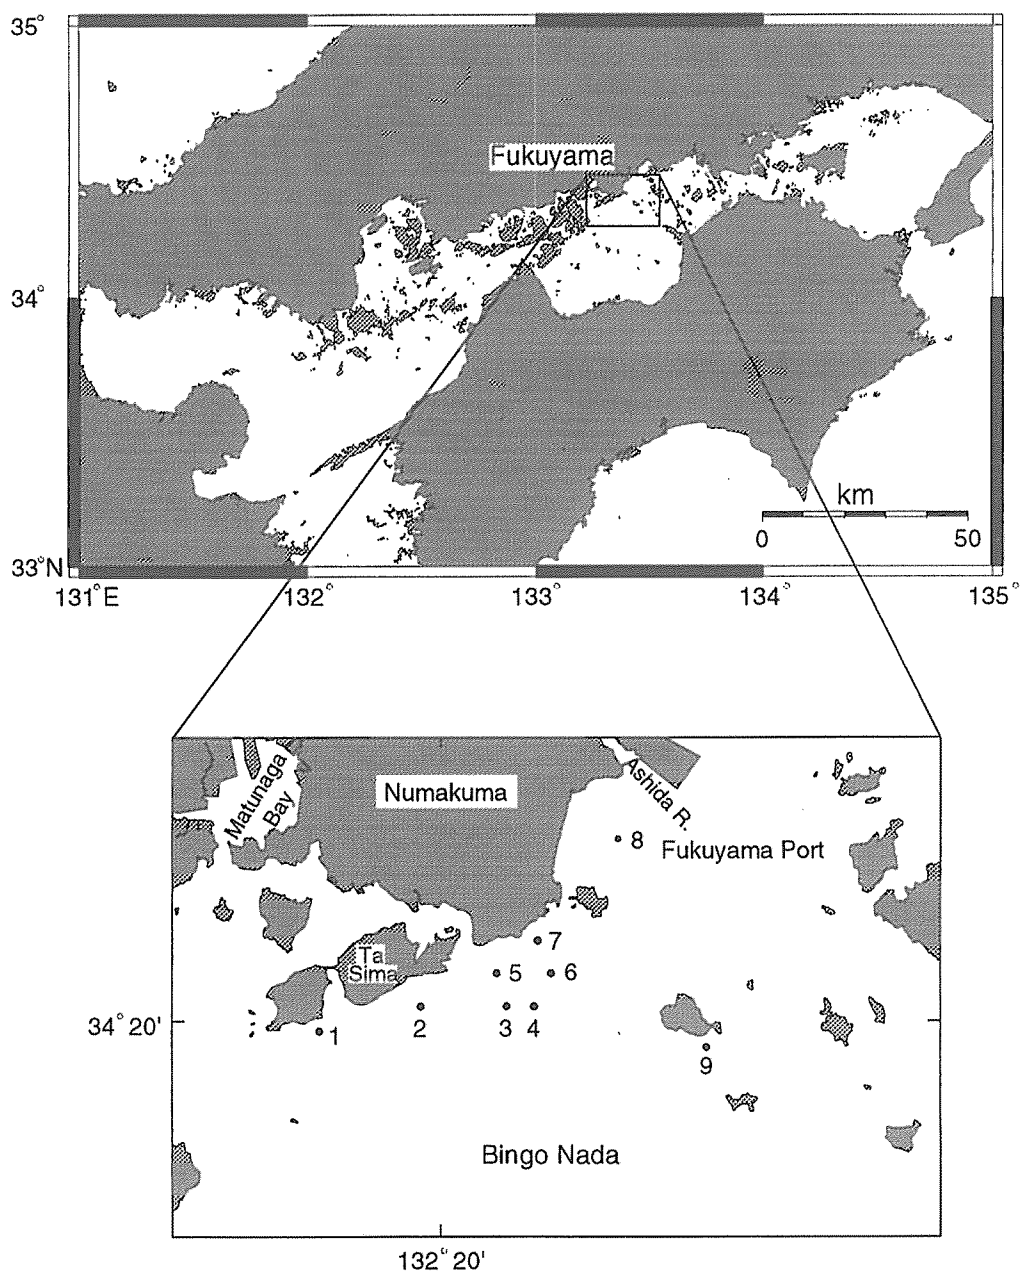 35°
Fukuyama
34°
km
0 50
33°N
131°E 132° 133° 134° 135°
Matunaga
Bay
Numakuma
Ashida R.
8
Fukuyama Port
7
Ta
Sima
5 6
34° 20'
1 2 3 4
9
Bingo Nada
132° 20'